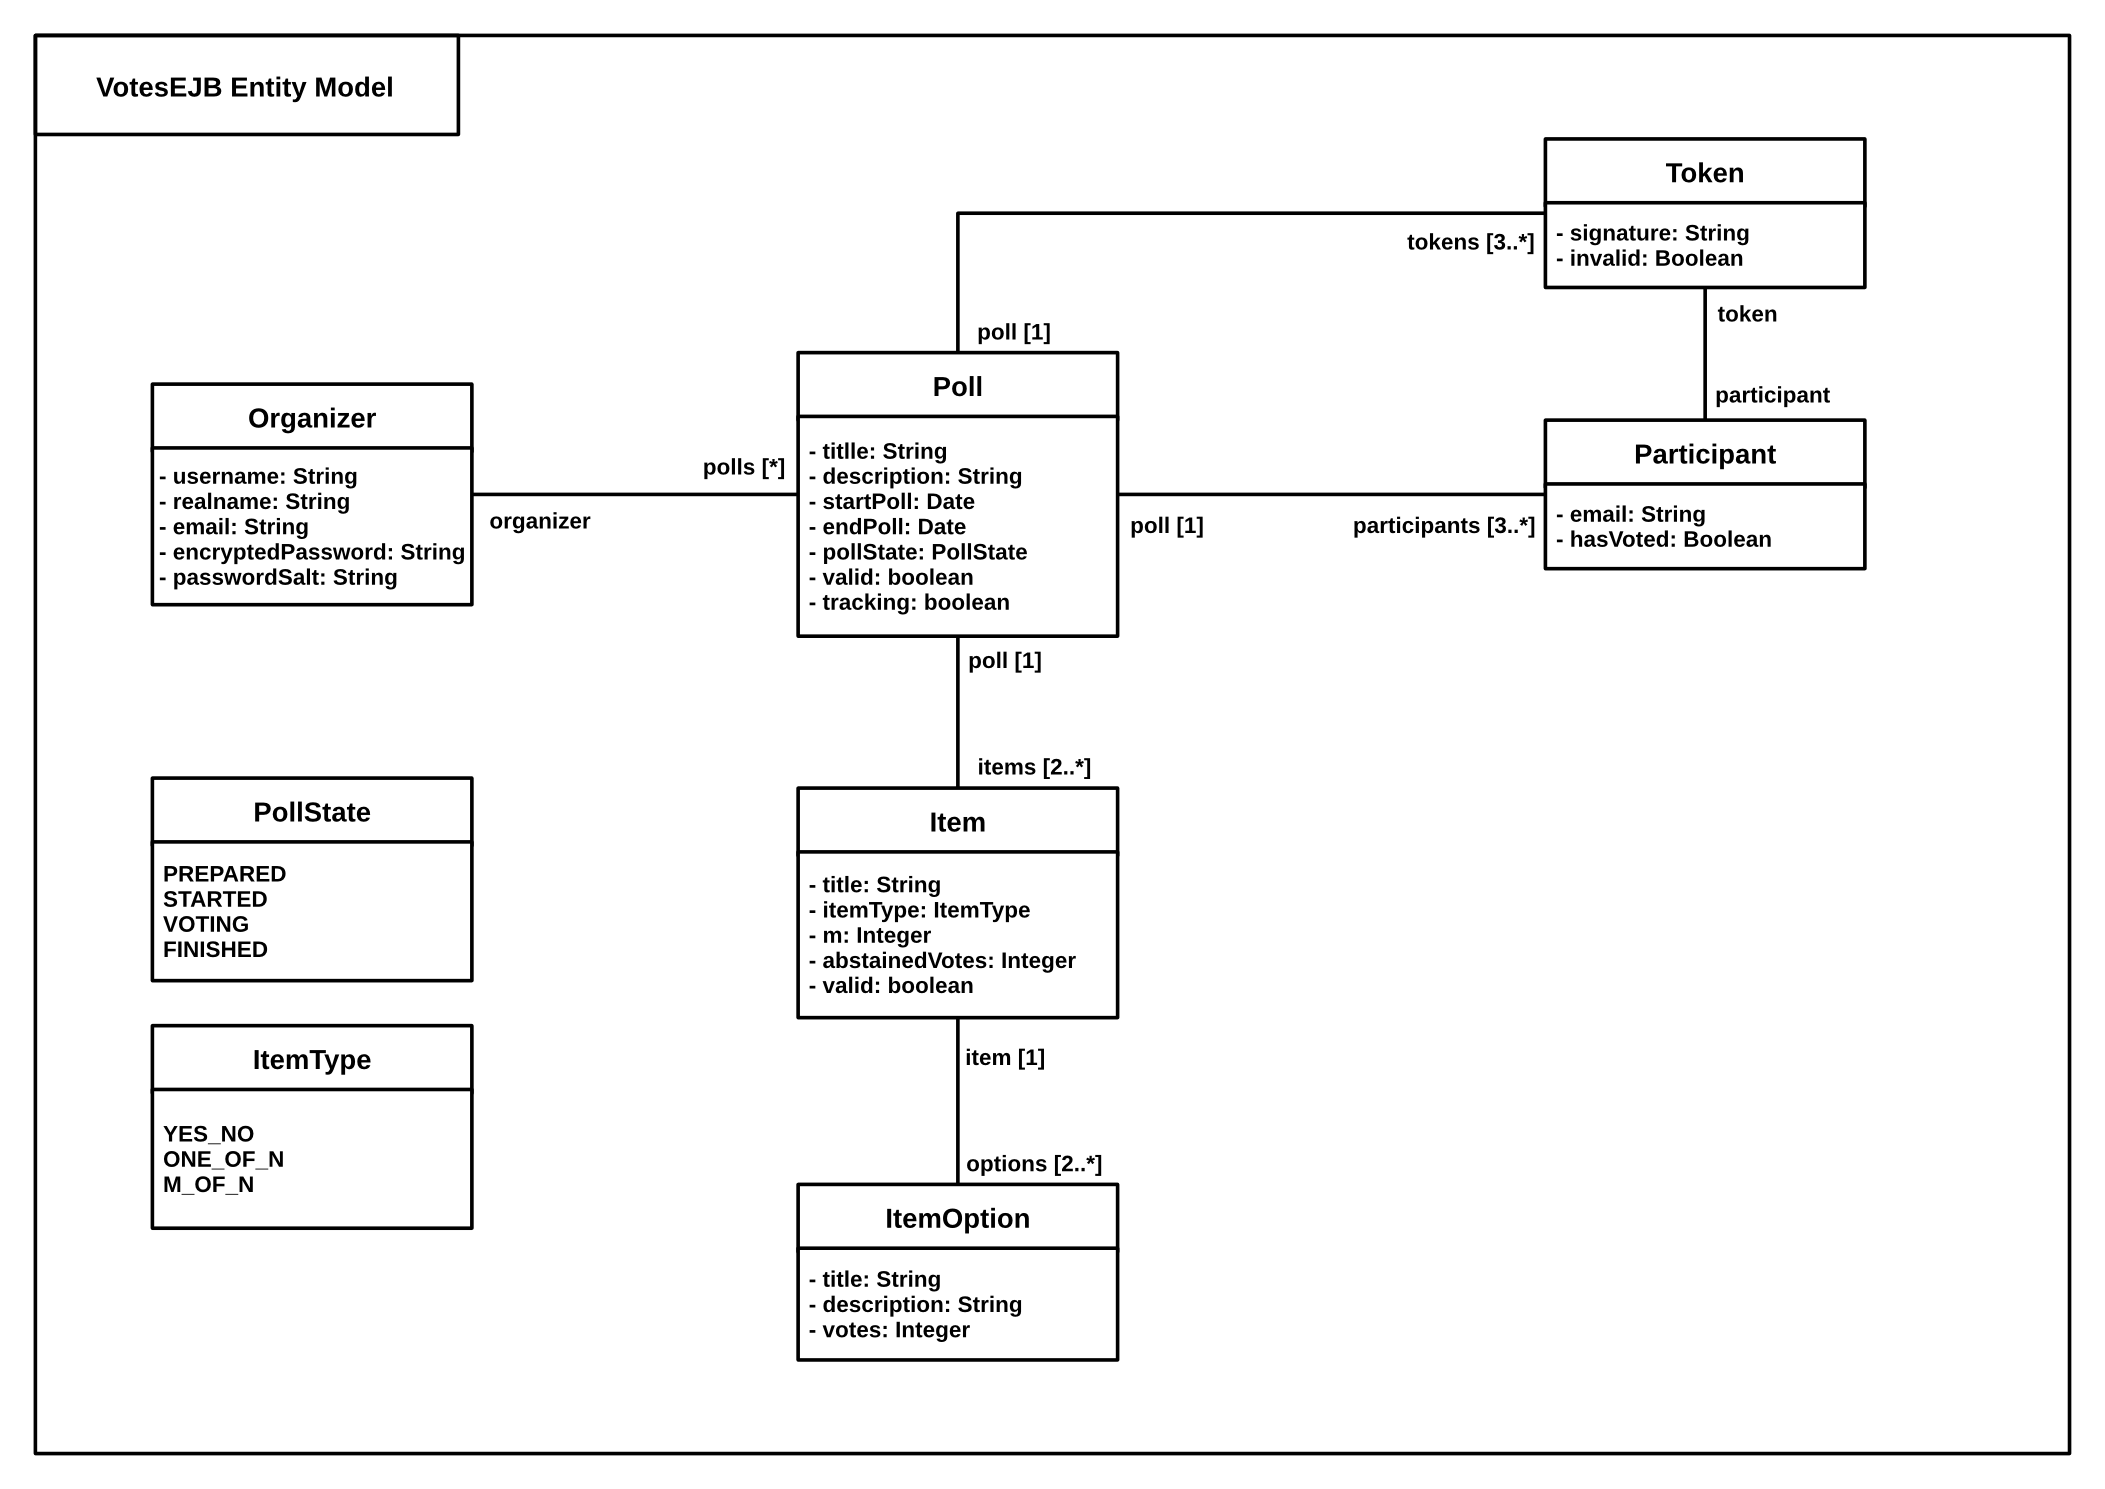 VotesEJB Entity Model
Token
- signature: String
- invalid: Boolean
tokens [3..*]
poll [1]
token
participant
Organizer
- username: String
- realname: String
- email: String
- encryptedPassword: String
- passwordSalt: String
polls [*]
organizer
Poll
- titlle: String
- description: String
- startPoll: Date
- endPoll: Date
- pollState: PollState
- valid: boolean
- tracking: boolean
poll [1]
participants [3..*]
Participant
- email: String
- hasVoted: Boolean
poll [1]
items [2..*]
PollState
PREPARED
STARTED
VOTING
FINISHED
Item
- title: String
- itemType: ItemType
- m: Integer
- abstainedVotes: Integer
- valid: boolean
ItemType
YES_NO
ONE_OF_N
M_OF_N
item [1]
options [2..*]
ItemOption
- title: String
- description: String
- votes: Integer